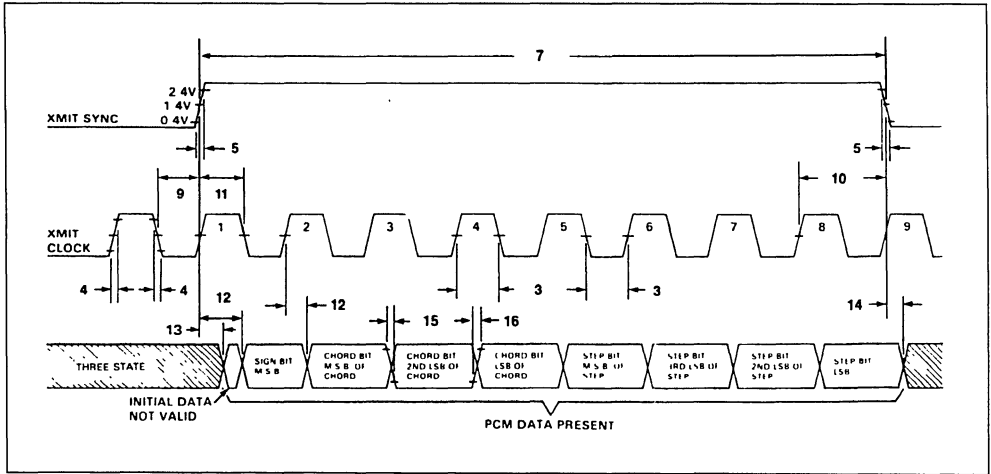 7
2 4V
1 4V
0 4V
XMIT SYNC
5
5
9
11
10
XMIT
CLOCK
1
2
3
4
5
6
7
8
9
4
4
12
12
3
3
13
15
16
14
THREE STATE
SIGN BIT
M S B
CHORD BIT
M S B OF
CHORD
CHORD BIT
2ND LSB OF
CHORD
CHORD BIT
LSB OF
CHORD
STEP BIT
M S B OF
STEP
STEP BIT
3RD LSB OF
STEP
STEP BIT
2ND LSB OF
STEP
STEP BIT
LSB
INITIAL DATA
NOT VALID
PCM DATA PRESENT